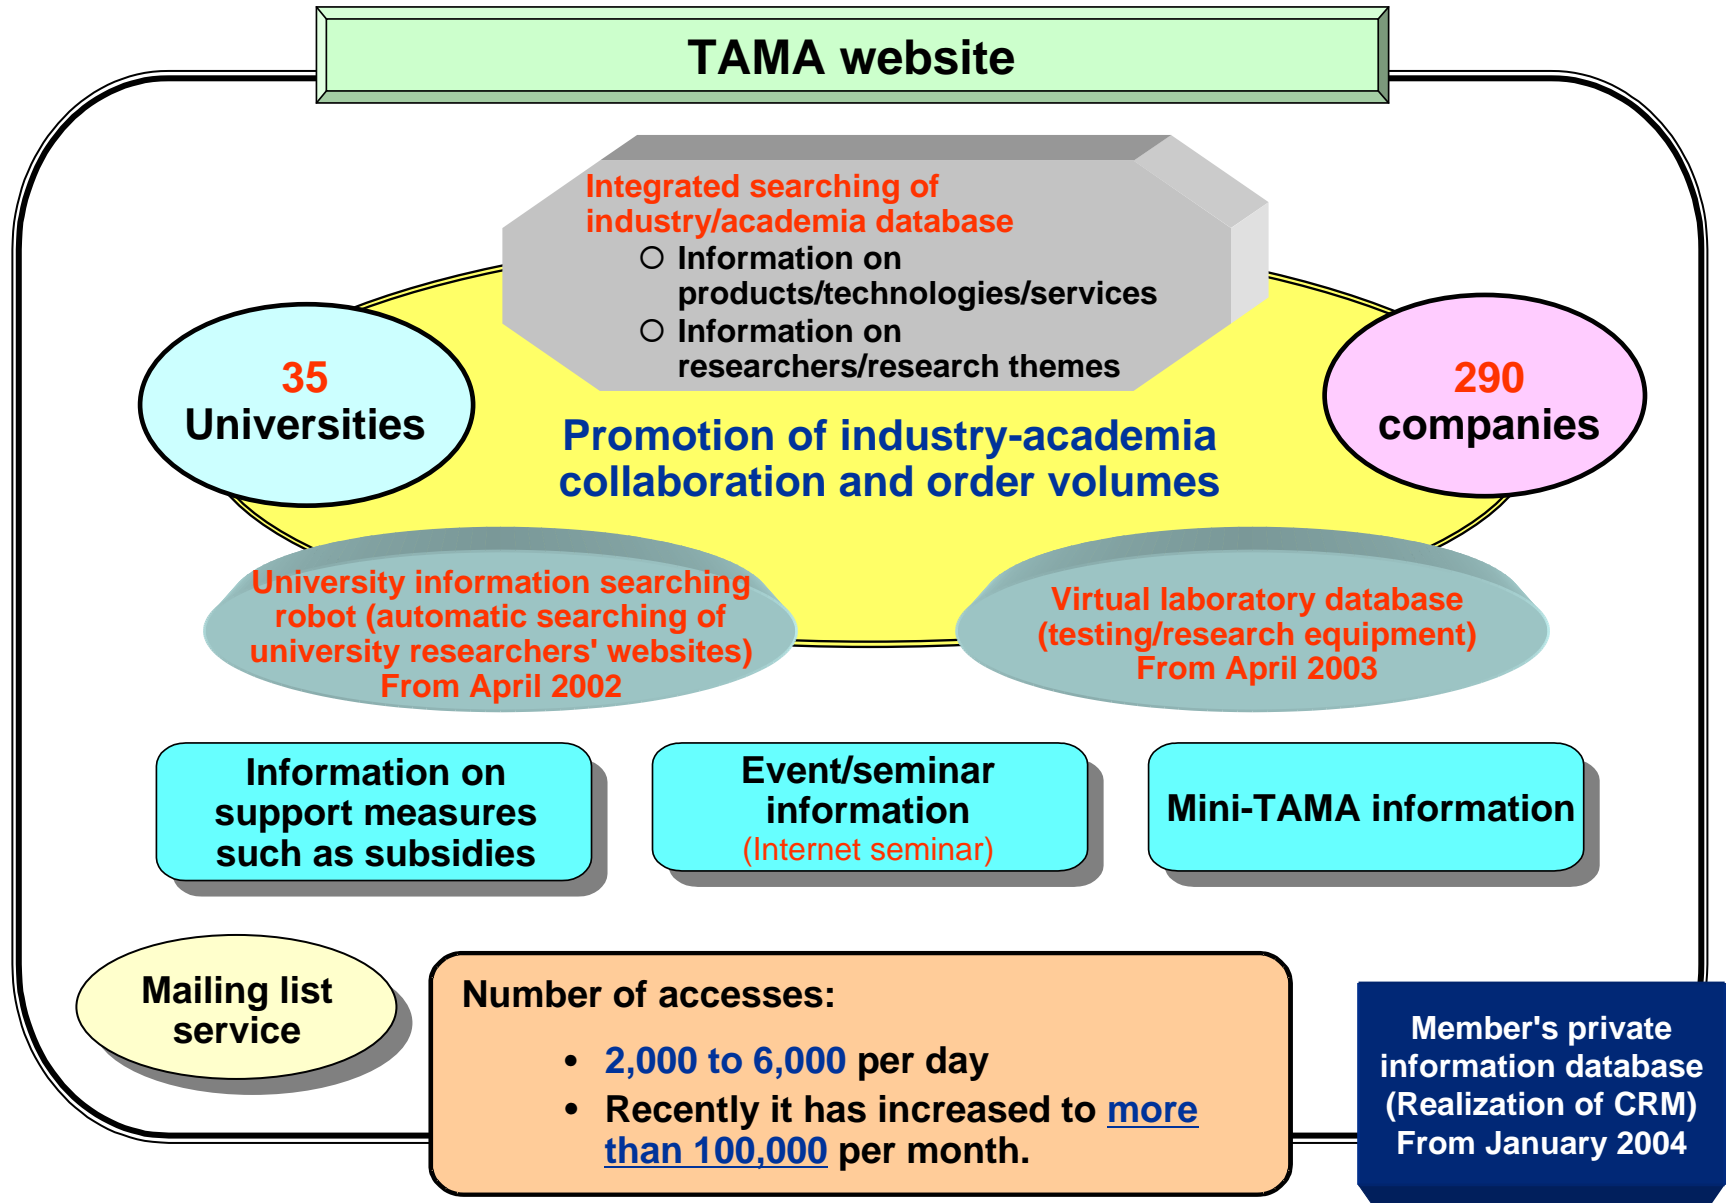 TAMA website
Integrated searching of
industry/academia database
○ Information on
products/technologies/services
○ Information on
researchers/research themes
35
Universities
290
companies
Promotion of industry-academia
collaboration and order volumes
University information searching
robot (automatic searching of
university researchers' websites)
From April 2002
Virtual laboratory database
(testing/research equipment)
From April 2003
Information on
support measures
such as subsidies
Event/seminar
information
(Internet seminar)
Mini-TAMA information
Mailing list
service
Number of accesses:
• 2,000 to 6,000 per day
• Recently it has increased to more
than 100,000 per month.
Member's private
information database
(Realization of CRM)
From January 2004